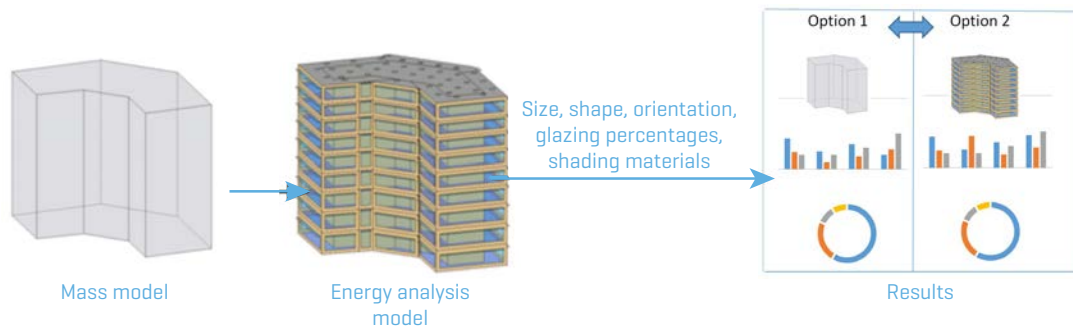 Option 1
Option 2
Size, shape, orientation,
glazing percentages,
shading materials
Mass model
Energy analysis
model
Results